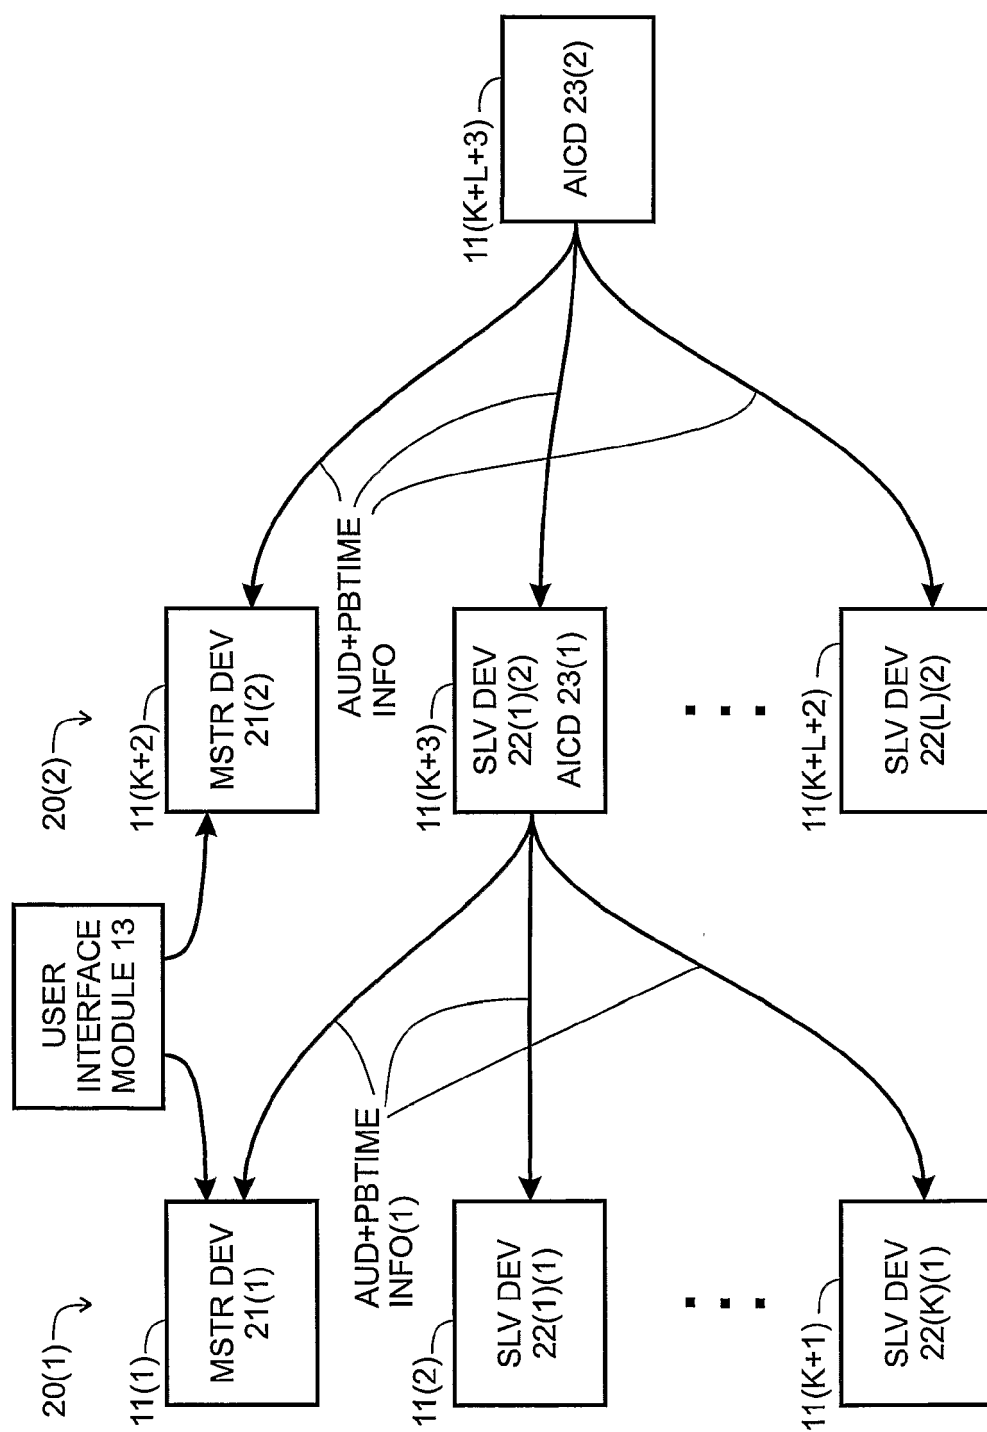 20(1)
20(2)
USER
INTERFACE
MODULE 13
11(1)
MSTR DEV
21(1)
11(K+2)
MSTR DEV
21(2)
AUD+PBTIME
INFO(1)
AUD+PBTIME
INFO
11(2)
SLV DEV
22(1)(1)
11(K+3)
SLV DEV
22(1)(2)
AICD 23(1)
11(K+L+3)
AICD 23(2)
11(K+1)
SLV DEV
22(K)(1)
11(K+L+2)
SLV DEV
22(L)(2)